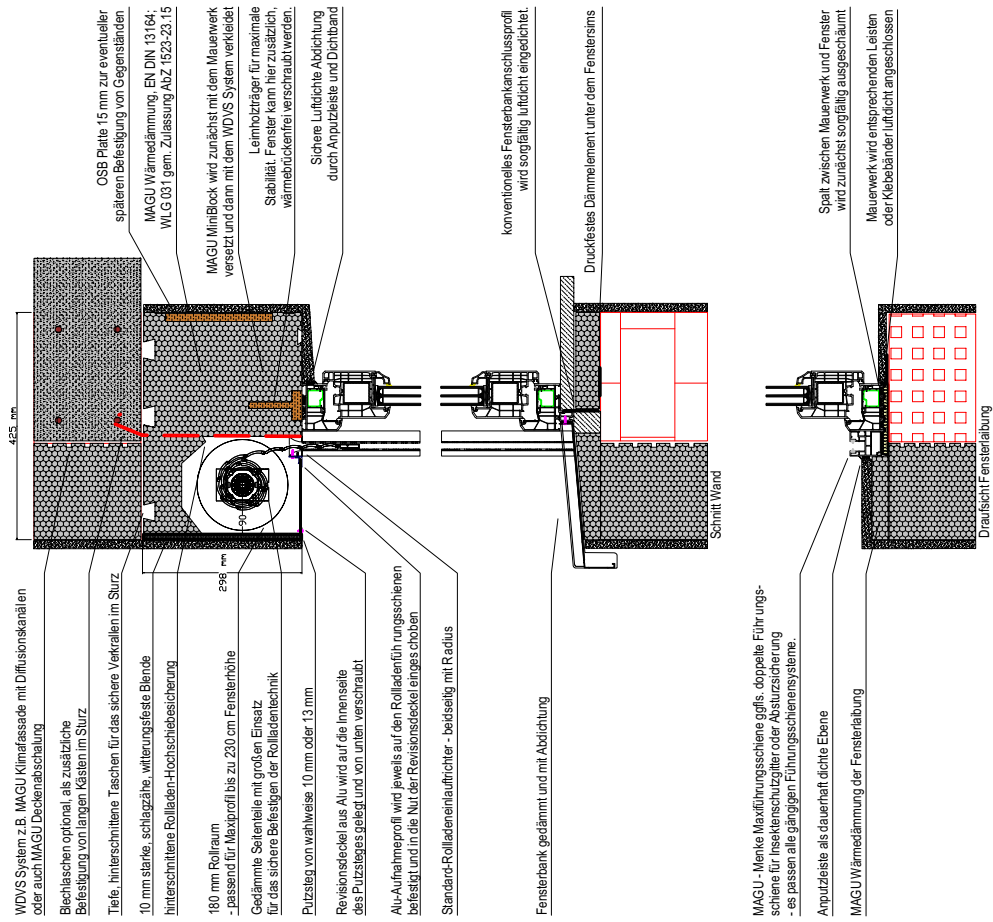 WDVS System z.B. MAGU Klimafassade mit Diffusionskanälen
oder auch MAGU Deckenabschalung
Blechlaschen optional, als zusätzliche
Befestigung von langen Kästen im Sturz
Tiefe, hinterschnittene Taschen für das sichere Verkrallen im Sturz
10 mm starke, schlagzähe, witterungsfeste Blende
hinterschnittene Rollladen-Hochschiebesicherung
180 mm Rollraum
- passend für Maxiprofil bis zu 230 cm Fensterhöhe
Gedämmte Seitenteile mit großen Einsatz
für das sichere Befestigen der Rolladentechnik
Putzsteg von wahlweise 10 mm oder 13 mm
Revisionsdeckel aus Alu wird auf die Innenseite
des Putzsteges gelegt und von unten verschraubt
Alu-Aufnahmeprofil wird jeweils auf den Rollladenführungsschienen
befestigt und in die Nut der Revisionsdeckel eingeschoben
Standard-Rollladeneinlauftrichter - beidseitig mit Radius
Fensterbank gedämmt und mit Abdichtung
MAGU - Menke Maxiführungsschiene ggfls. doppelte Führungs-
schiene für Insektenschutzgitter oder Absturzsicherung
- es passen alle gängigen Führungsschienensysteme.
Anputzleiste als dauerhaft dichte Ebene
MAGU Wärmedämmung der Fensterlaibung
425 mm
298 mm
90
OSB Platte 15 mm zur eventueller
späteren Befestigung von Gegenständen
MAGU Wärmedämmung, EN DIN 13164;
WLG 031 gem. Zulassung AbZ 1523-23.15
MAGU MiniBlock wird zunächst mit dem Mauerwerk
versetzt und dann mit dem WDVS System verkleidet
Leimholzträger für maximale
Stabilität. Fenster kann hier zusätzlich,
wärmebrückenfrei verschraubt werden.
Sichere Luftdichte Abdichtung
durch Anputzleiste und Dichtband
konventionelles Fensterbankanschlussprofil
wird sorgfältig luftdicht eingedichtet.
Druckfestes Dämmelement unter dem Fenstersims
Schnitt Wand
Spalt zwischen Mauerwerk und Fenster
wird zunächst sorgfältig ausgeschäumt
Mauerwerk wird entsprechenden Leisten
oder Klebebänder luftdicht angeschlossen
Draufsicht Fensterlaibung